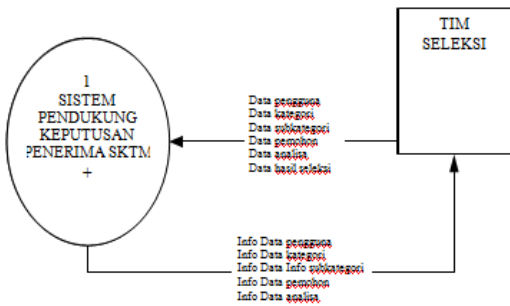 1
SISTEM
PENDUKUNG
KEPUTUSAN
PENERIMA SKTM
+
TIM
SELEKSI
Data pengguna
Data kategori
Data subkategori
Data pemohon
Data analisa
Data hasil seleksi
Info Data pengguna
Info Data kategori
Info Data Info subkategori
Info Data pemohon
Info Data analisa